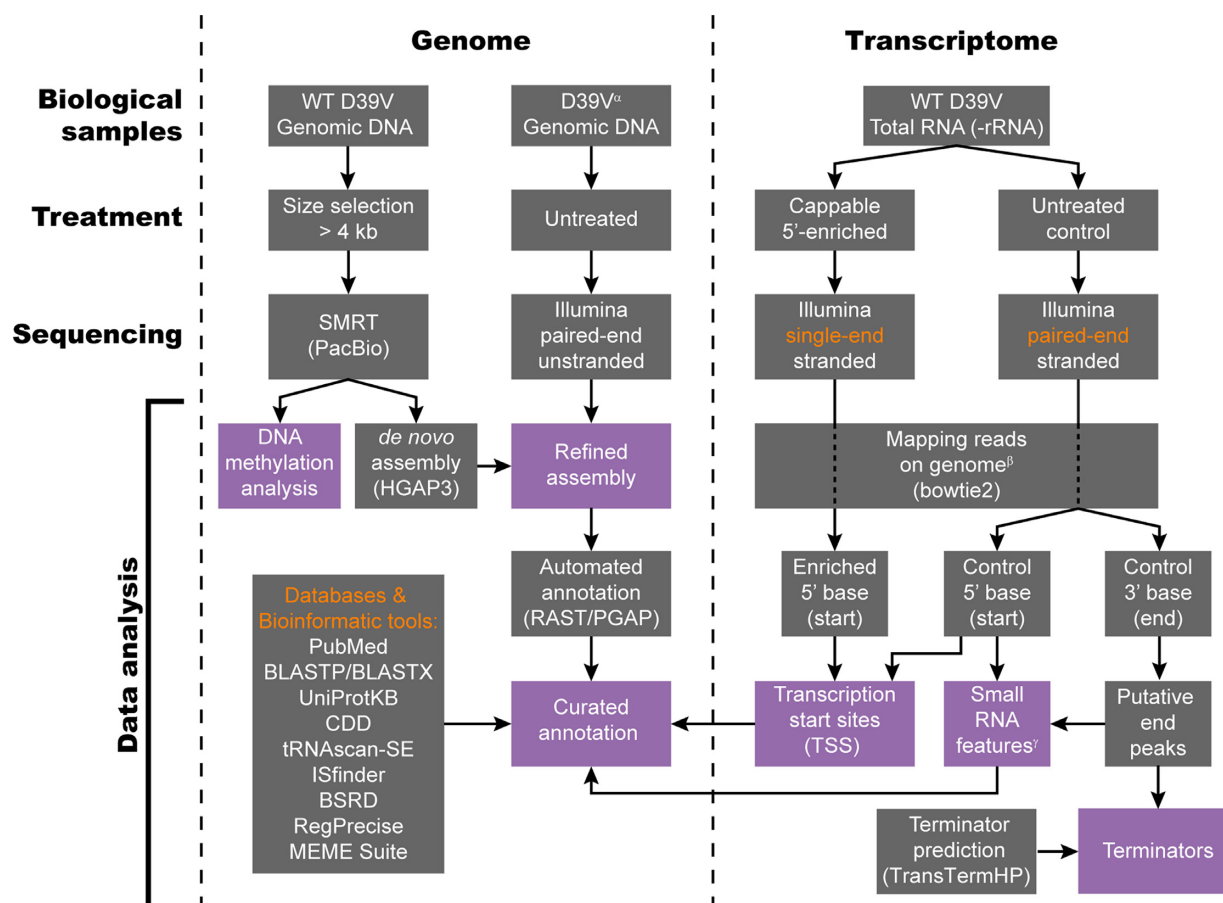 Genome
Transcriptome
Biological
samples
WT D39V
Genomic DNA
D39Vᵅ
Genomic DNA
WT D39V
Total RNA (-rRNA)
Treatment
Size selection
> 4 kb
Untreated
Cappable
5’-enriched
Untreated
control
Sequencing
SMRT
(PacBio)
Illumina
paired-end
unstranded
Illumina
single-end
stranded
Illumina
paired-end
stranded
Data analysis
DNA
methylation
analysis
de novo
assembly
(HGAP3)
Refined
assembly
Mapping reads
on genomeᵝ
(bowtie2)
Automated
annotation
(RAST/PGAP)
Enriched
5’ base
(start)
Control
5’ base
(start)
Control
3’ base
(end)
Databases &
Bioinformatic tools:
PubMed
BLASTP/BLASTX
UniProtKB
CDD
tRNAscan-SE
ISfinder
BSRD
RegPrecise
MEME Suite
Curated
annotation
Transcription
start sites
(TSS)
Small
RNA
featuresᵞ
Putative
end
peaks
Terminator
prediction
(TransTermHP)
Terminators